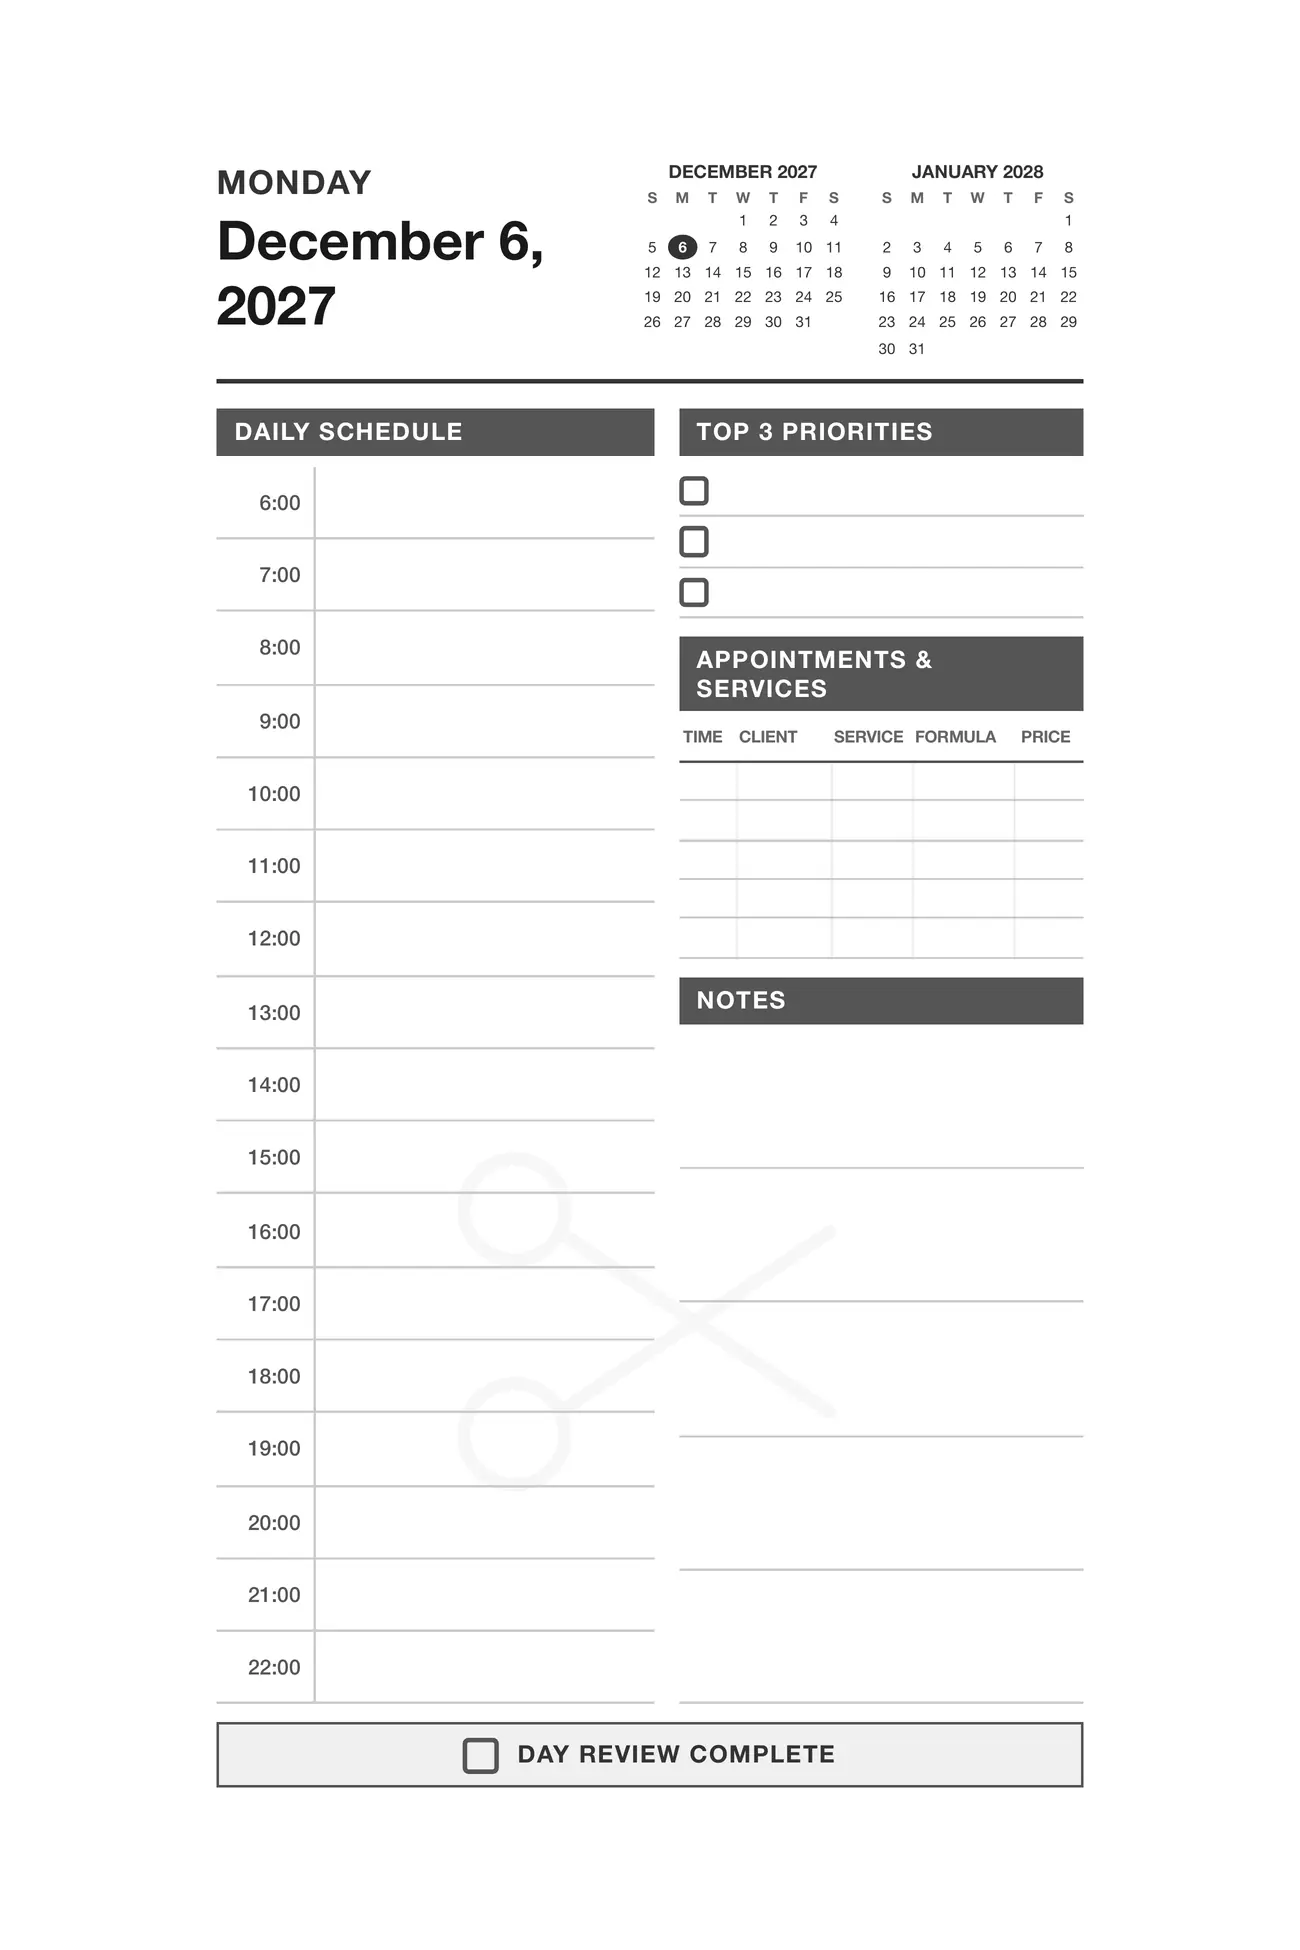 MONDAY
December 6,
2027
DECEMBER 2027
S M T W T F S
1 2 3 4
5 6 7 8 9 10 11
12 13 14 15 16 17 18
19 20 21 22 23 24 25
26 27 28 29 30 31
JANUARY 2028
S M T W T F S
1
2 3 4 5 6 7 8
9 10 11 12 13 14 15
16 17 18 19 20 21 22
23 24 25 26 27 28 29
30 31
DAILY SCHEDULE
6:00
7:00
8:00
9:00
10:00
11:00
12:00
13:00
14:00
15:00
16:00
17:00
18:00
19:00
20:00
21:00
22:00
TOP 3 PRIORITIES
APPOINTMENTS &
SERVICES
TIME CLIENT SERVICE FORMULA PRICE
NOTES
DAY REVIEW COMPLETE